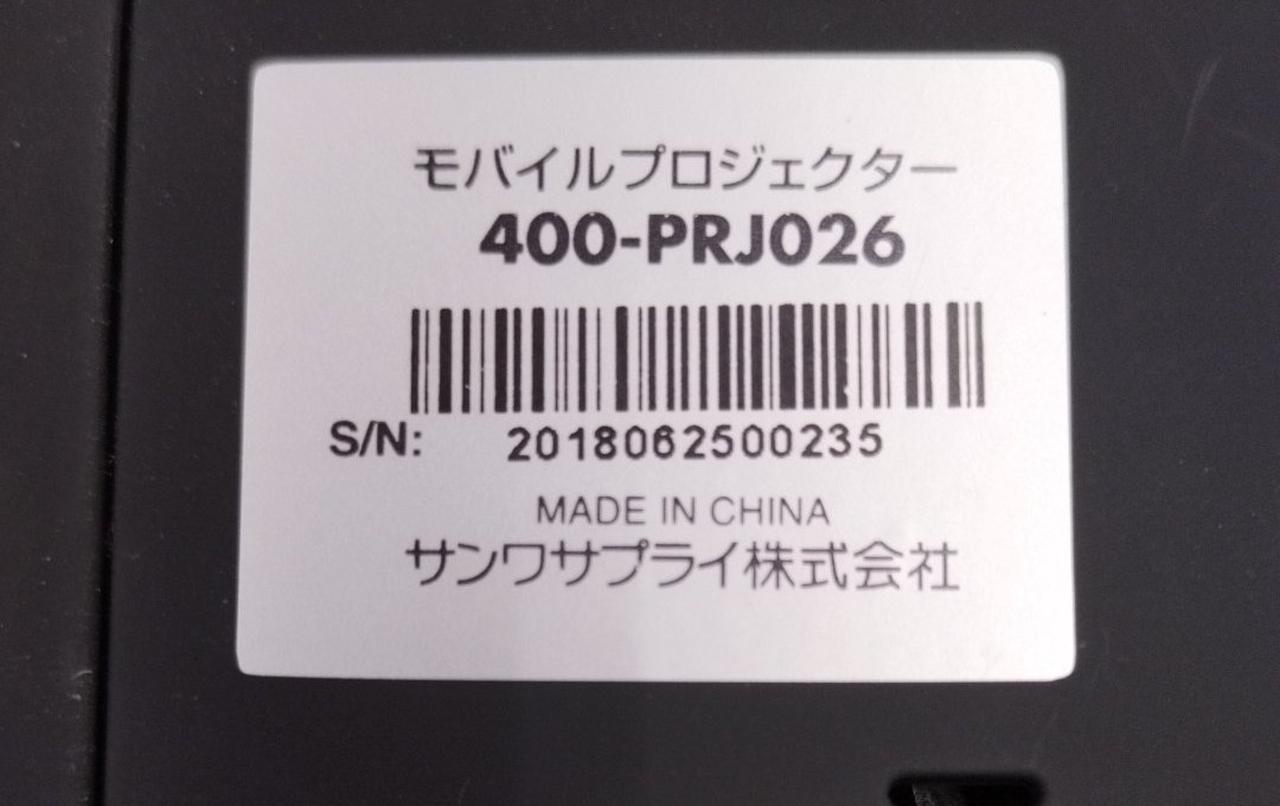 モバイルプロジェクター
400-PRJ026
S/N: 2018062500235
MADE IN CHINA
サンワサプライ株式会社